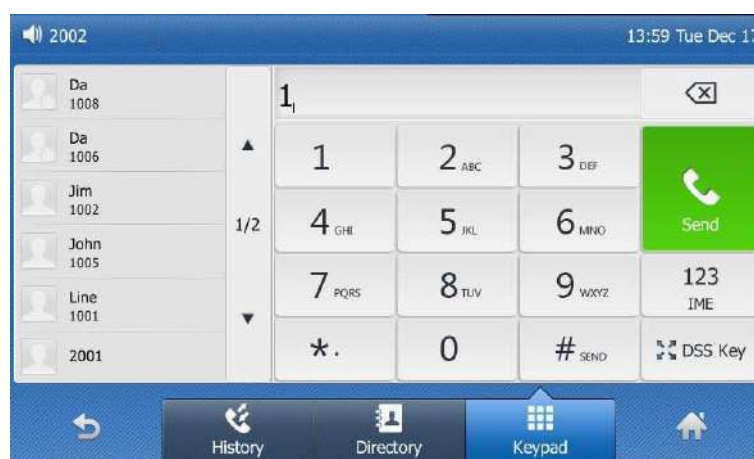 2002
13:59 Tue Dec 17
Da
1008
Da
1006
Jim
1002
John
1005
Line
1001
2001
1/2
1
1
2 ABC
3 DEF
Send
4 GHI
5 JKL
6 MNO
7 PQRS
8 TUV
9 WXYZ
123
IME
*.
0
# SEND
DSS Key
History
Directory
Keypad